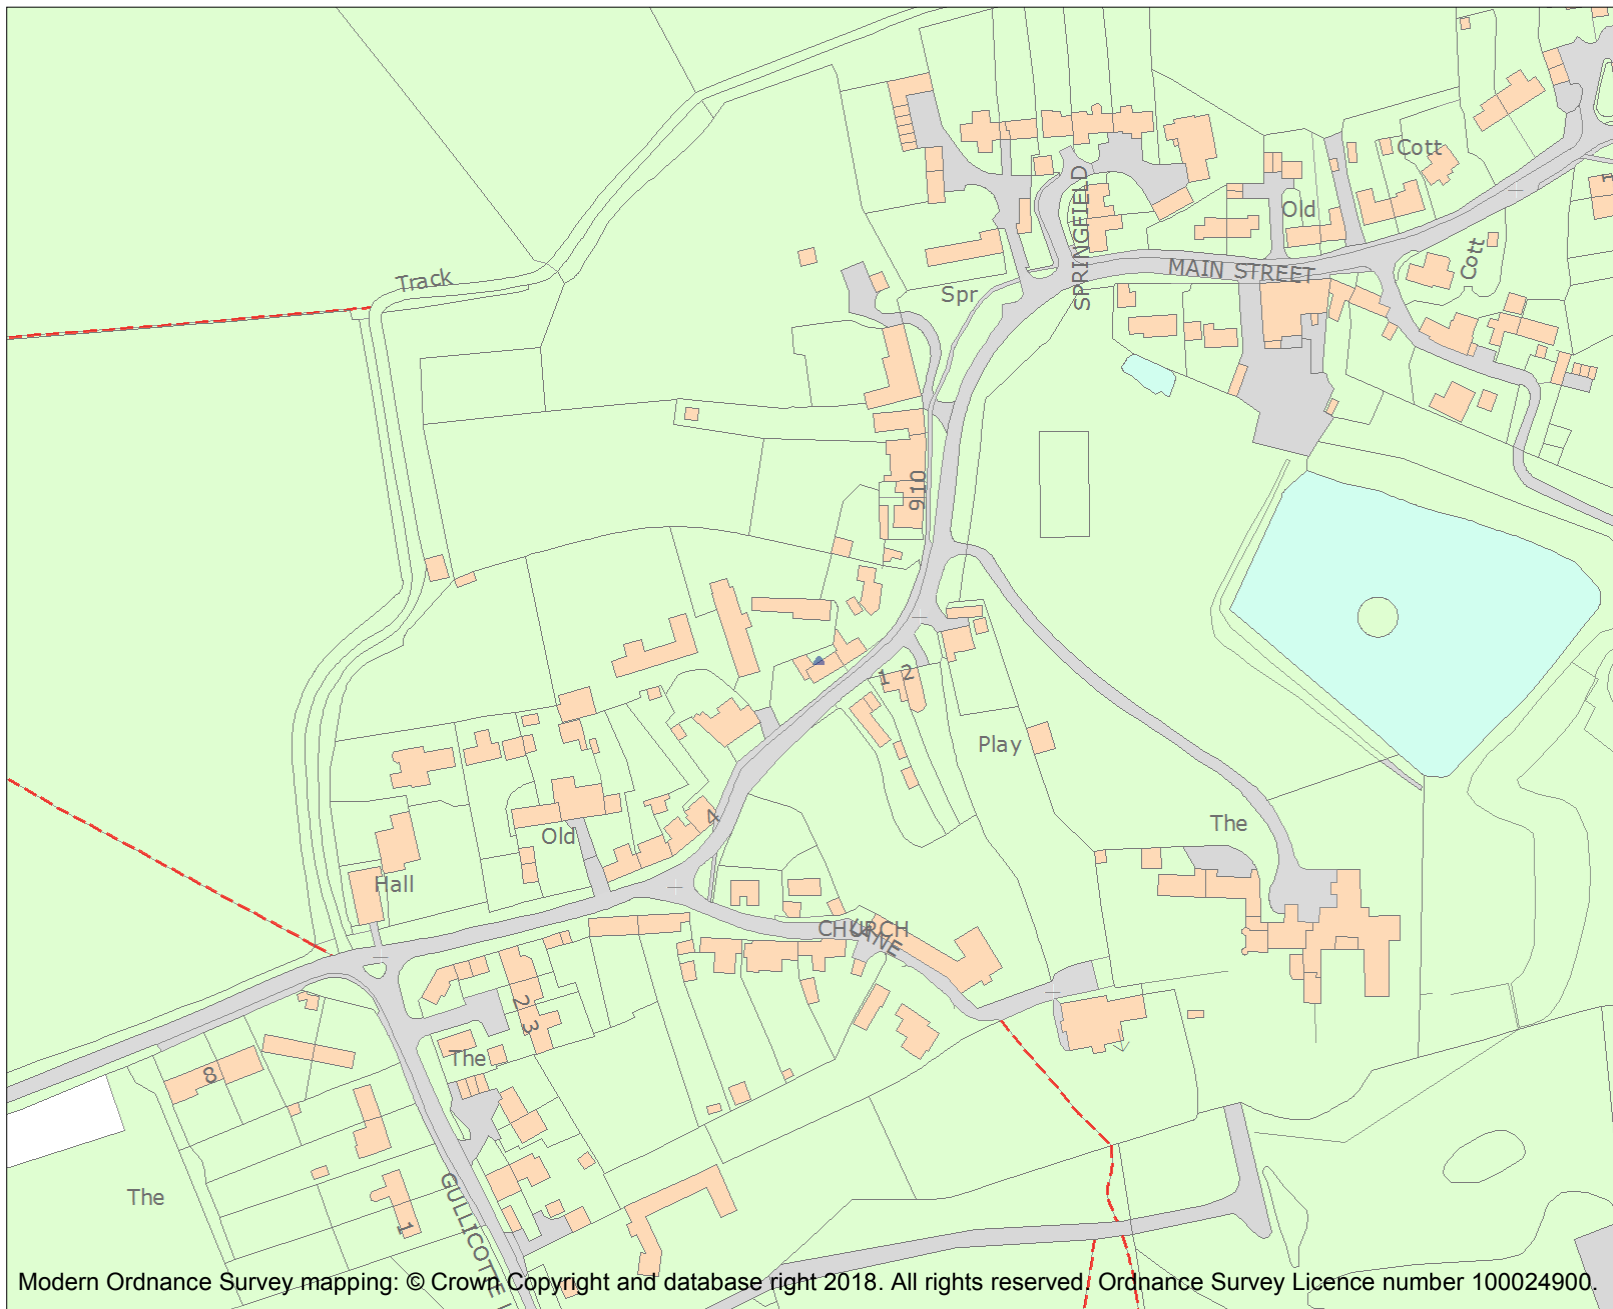 Cott
1
SPRINGFIELD
Old
Cott
MAIN STREET
Track
Spr
9
10
1
2
Play
4
Old
The
Hall
CHURCH
LANE
2
3
The
8
The
1
GULLICOTE L
Modern Ordnance Survey mapping: © Crown Copyright and database right 2018. All rights reserved. Ordnance Survey Licence number 100024900.